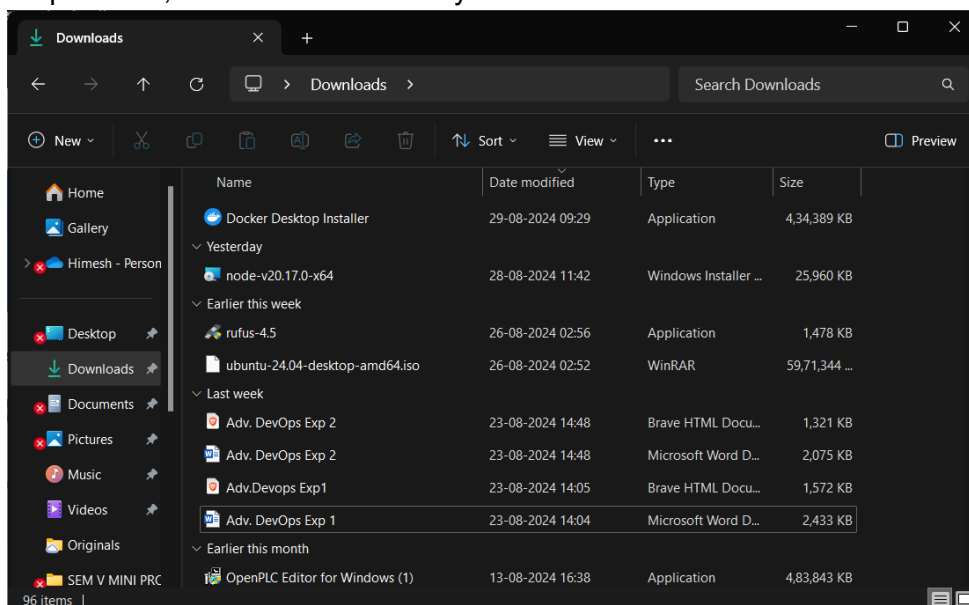 Downloads
Downloads
Search Downloads
New
Sort
View
Preview
Home
Gallery
Himesh - Person
Desktop
Downloads
Documents
Pictures
Music
Videos
Originals
SEM V MINI PRC
Name Date modified Type Size
Docker Desktop Installer 29-08-2024 09:29 Application 4,34,389 KB
Yesterday
node-v20.17.0-x64 28-08-2024 11:42 Windows Installer ... 25,960 KB
Earlier this week
rufus-4.5 26-08-2024 02:56 Application 1,478 KB
ubuntu-24.04-desktop-amd64.iso 26-08-2024 02:52 WinRAR 59,71,344 ...
Last week
Adv. DevOps Exp 2 23-08-2024 14:48 Brave HTML Docu... 1,321 KB
Adv. DevOps Exp 2 23-08-2024 14:48 Microsoft Word D... 2,075 KB
Adv.Devops Exp1 23-08-2024 14:05 Brave HTML Docu... 1,572 KB
Adv. DevOps Exp 1 23-08-2024 14:04 Microsoft Word D... 2,433 KB
Earlier this month
OpenPLC Editor for Windows (1) 13-08-2024 16:38 Application 4,83,843 KB
96 items